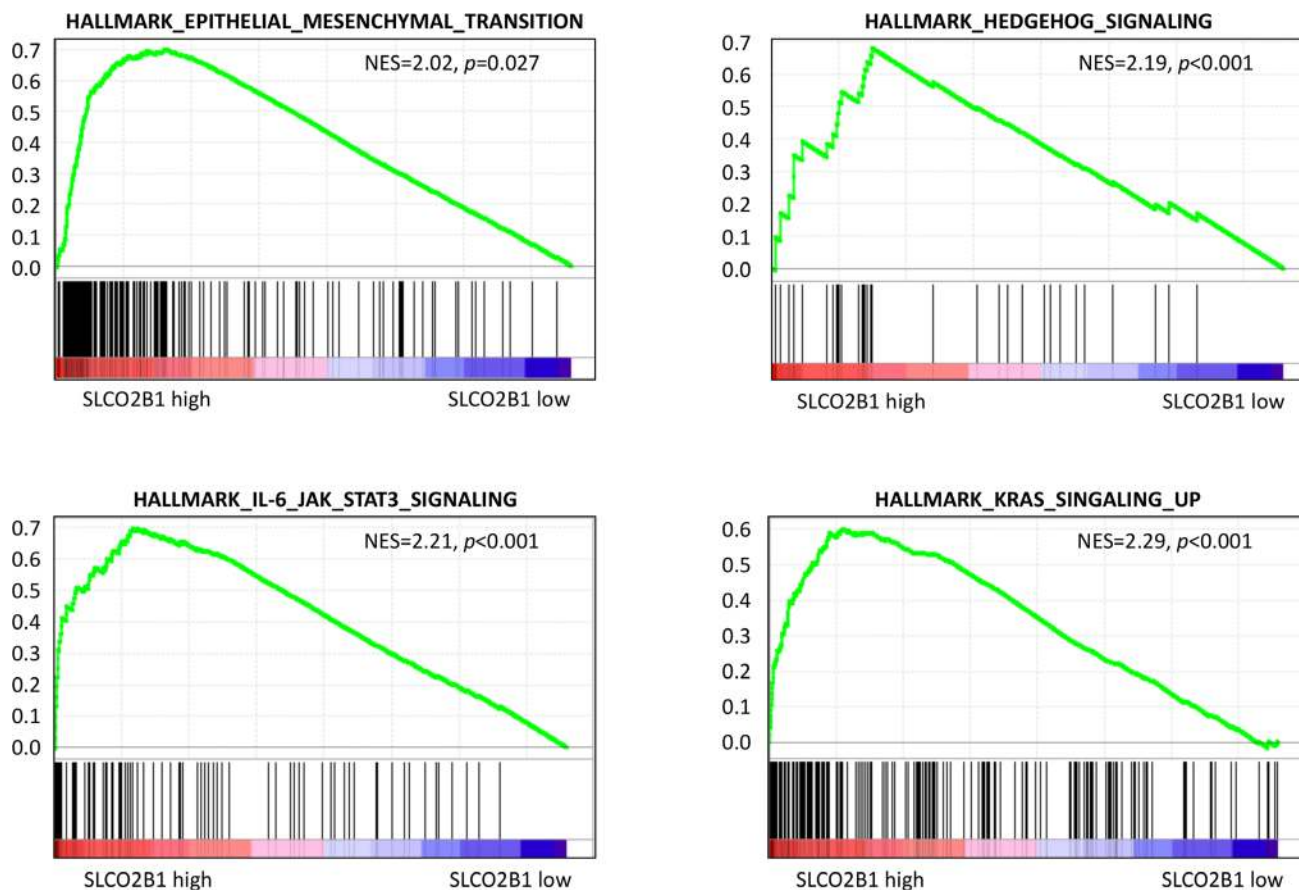 HALLMARK_EPITHELIAL_MESENCHYMAL_TRANSITION
NES=2.02, p=0.027
0.7
0.6
0.5
0.4
0.3
0.2
0.1
0.0
SLCO2B1 high SLCO2B1 low
HALLMARK_HEDGEHOG_SIGNALING
NES=2.19, p<0.001
0.7
0.6
0.5
0.4
0.3
0.2
0.1
0.0
SLCO2B1 high SLCO2B1 low
HALLMARK_IL-6_JAK_STAT3_SIGNALING
NES=2.21, p<0.001
0.7
0.6
0.5
0.4
0.3
0.2
0.1
0.0
SLCO2B1 high SLCO2B1 low
HALLMARK_KRAS_SINGALING_UP
NES=2.29, p<0.001
0.6
0.5
0.4
0.3
0.2
0.1
0.0
SLCO2B1 high SLCO2B1 low